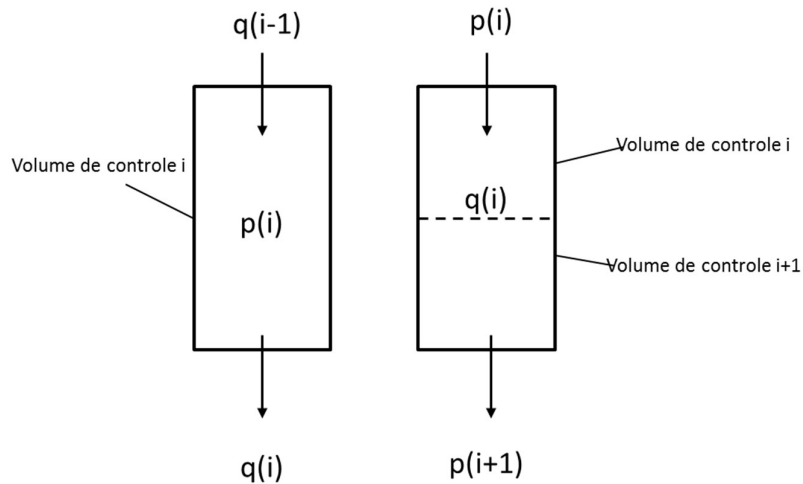 q(i-1)
Volume de controle i
p(i)
q(i)
p(i)
Volume de controle i
q(i)
Volume de controle i+1
p(i+1)